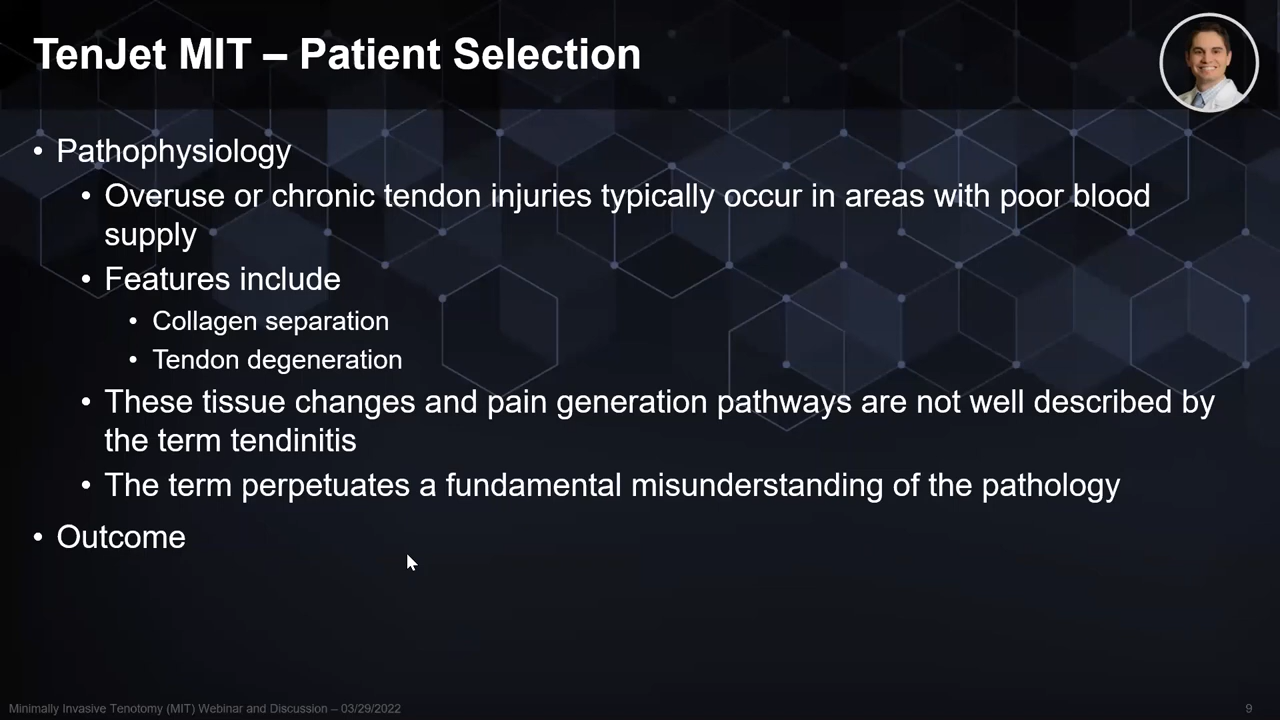 TenJet MIT – Patient Selection
• Pathophysiology
• Overuse or chronic tendon injuries typically occur in areas with poor blood
supply
• Features include
• Collagen separation
• Tendon degeneration
• These tissue changes and pain generation pathways are not well described by
the term tendinitis
• The term perpetuates a fundamental misunderstanding of the pathology
• Outcome
Minimally Invasive Tenotomy (MIT) Webinar and Discussion – 03/29/2022
9